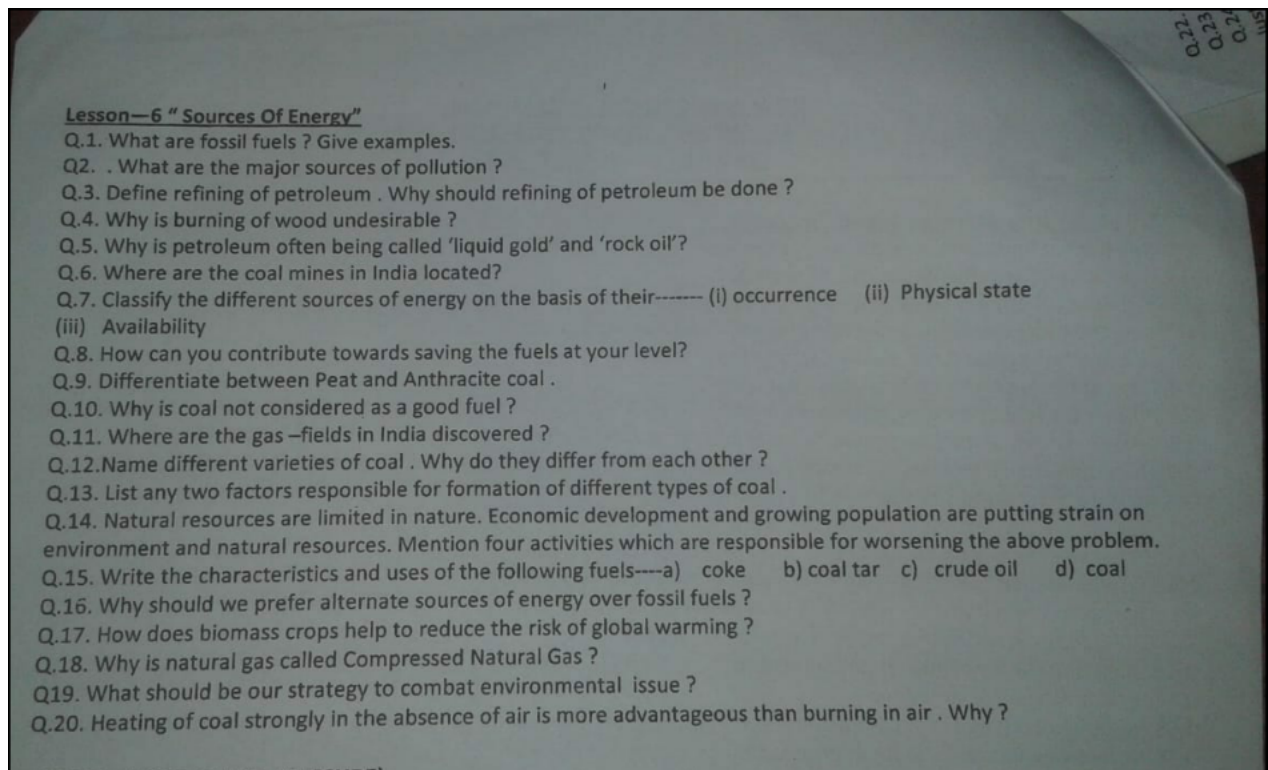 Q.22.
Q.23
Q.24
Lesson—6 “ Sources Of Energy”
Q.1. What are fossil fuels ? Give examples.
Q2. . What are the major sources of pollution ?
Q.3. Define refining of petroleum . Why should refining of petroleum be done ?
Q.4. Why is burning of wood undesirable ?
Q.5. Why is petroleum often being called ‘liquid gold’ and ‘rock oil’?
Q.6. Where are the coal mines in India located?
Q.7. Classify the different sources of energy on the basis of their------- (i) occurrence (ii) Physical state
(iii) Availability
Q.8. How can you contribute towards saving the fuels at your level?
Q.9. Differentiate between Peat and Anthracite coal .
Q.10. Why is coal not considered as a good fuel ?
Q.11. Where are the gas –fields in India discovered ?
Q.12.Name different varieties of coal . Why do they differ from each other ?
Q.13. List any two factors responsible for formation of different types of coal .
Q.14. Natural resources are limited in nature. Economic development and growing population are putting strain on
environment and natural resources. Mention four activities which are responsible for worsening the above problem.
Q.15. Write the characteristics and uses of the following fuels----a) coke b) coal tar c) crude oil d) coal
Q.16. Why should we prefer alternate sources of energy over fossil fuels ?
Q.17. How does biomass crops help to reduce the risk of global warming ?
Q.18. Why is natural gas called Compressed Natural Gas ?
Q19. What should be our strategy to combat environmental issue ?
Q.20. Heating of coal strongly in the absence of air is more advantageous than burning in air . Why ?